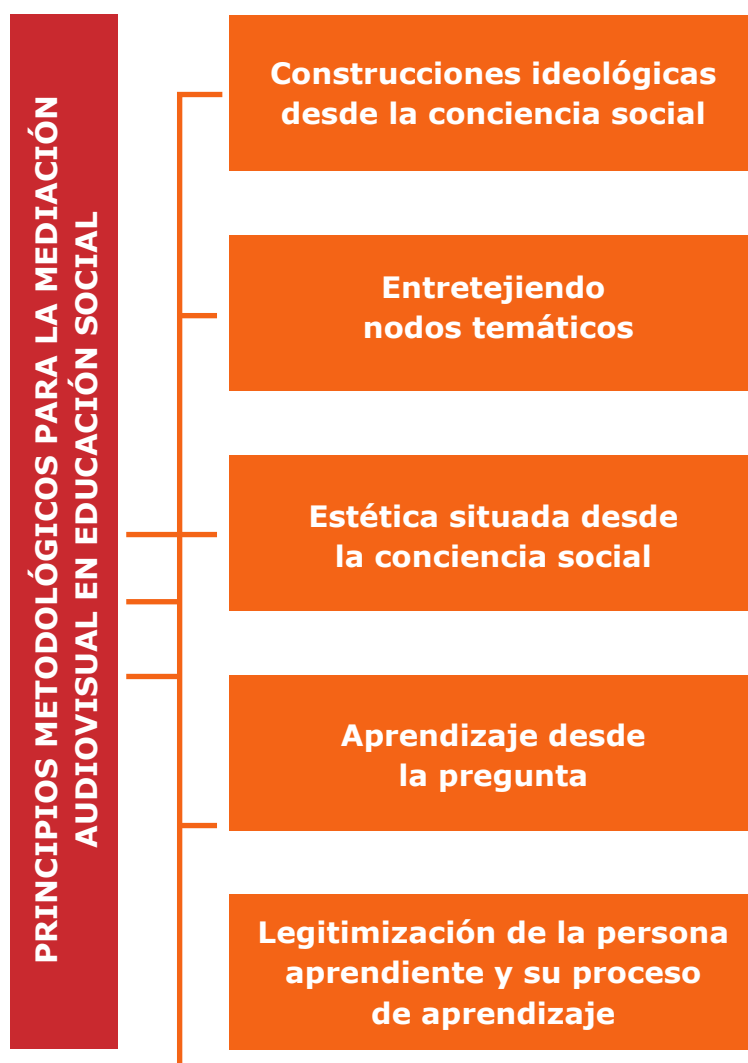 PRINCIPIOS METODOLÓGICOS PARA LA MEDIACIÓN
AUDIOVISUAL EN EDUCACIÓN SOCIAL
Construcciones ideológicas
desde la conciencia social
Entretejiendo
nodos temáticos
Estética situada desde
la conciencia social
Aprendizaje desde
la pregunta
Legitimización de la persona
aprendiente y su proceso
de aprendizaje